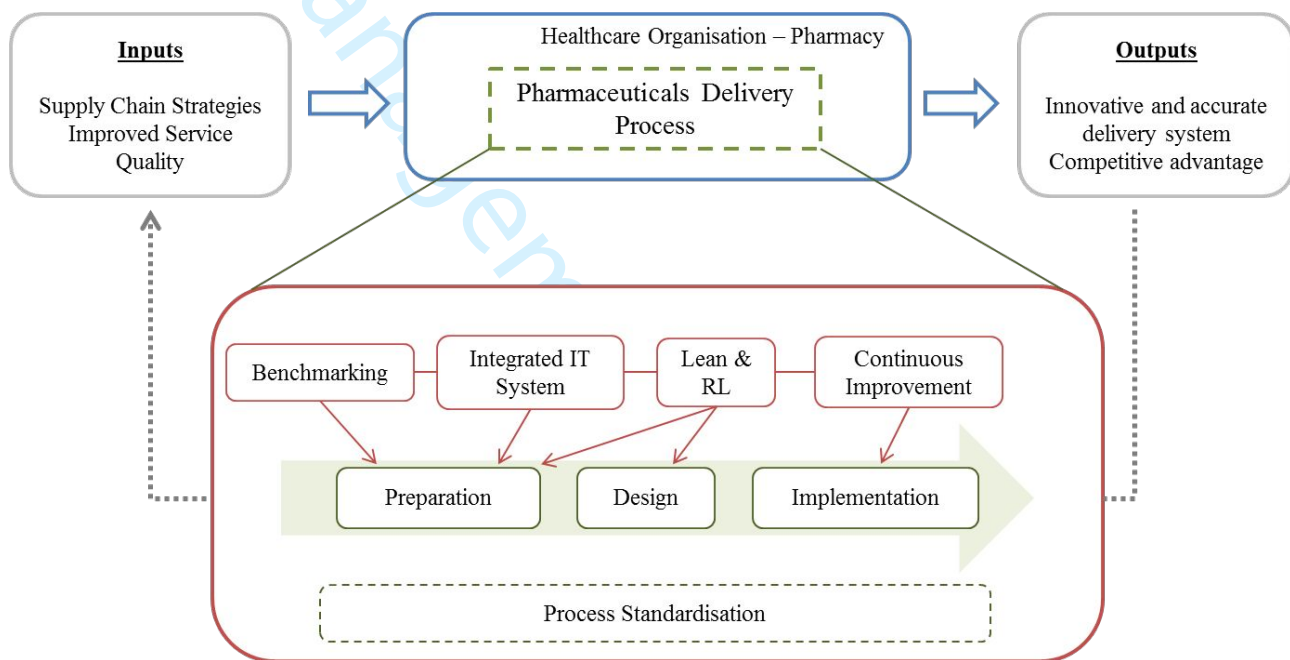 Inputs
Supply Chain Strategies
Improved Service
Quality
Healthcare Organisation – Pharmacy
Pharmaceuticals Delivery
Process
Outputs
Innovative and accurate
delivery system
Competitive advantage
Benchmarking
Integrated IT
System
Lean &
RL
Continuous
Improvement
Preparation
Design
Implementation
Process Standardisation